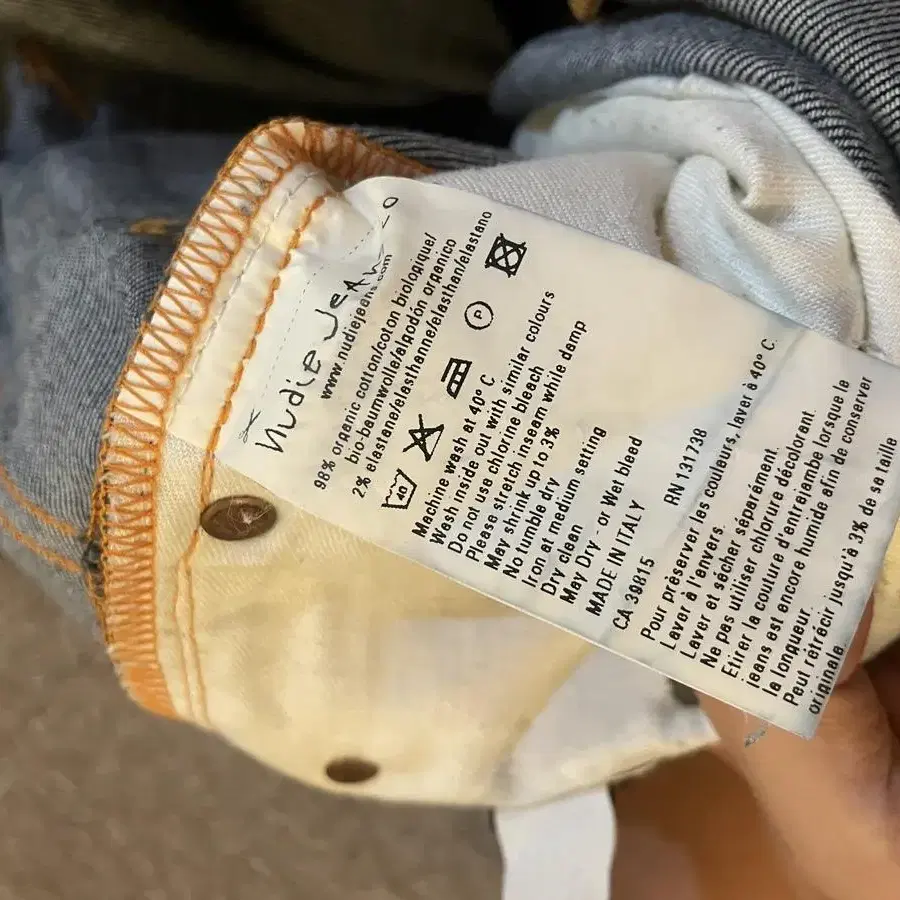 Nudie Jeans co
www.nudiejeans.com
98% organic cotton/coton biologique/
bio-baumwolle/algodón organico
2% elastane/elasthanne/elasthan/elastano
40
P
Machine wash at 40° C
Wash inside out with similar colours
Do not use chlorine bleach
Please stretch inseam while damp
May shrink up to 3%
No tumble dry
Iron at medium setting
Dry clean
May Dry - or Wet bleed
MADE IN ITALY
CA 39815 RN 131738
Pour préserver les couleurs, laver à 40° C.
Laver à l'envers.
Laver et sécher séparément.
Ne pas utiliser chlorure décolorant
Etirer la couture d'entrejambe lorsque le
jeans est encore humide afin de conserver
la longueur.
Peut rétrécir jusqu'à 3% de sa taille
originale.